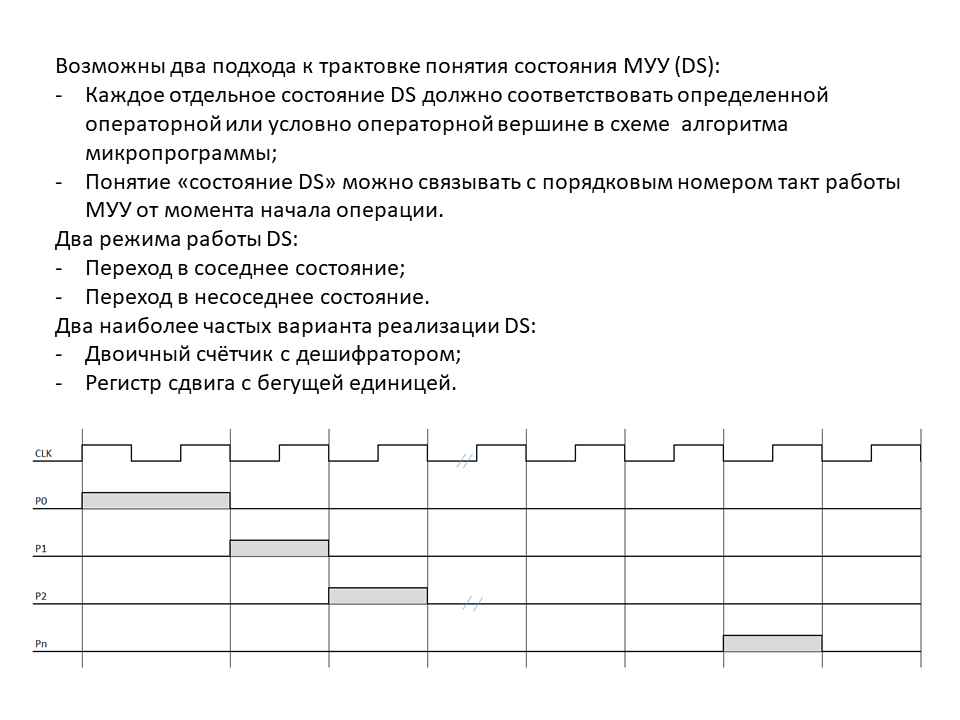 Возможны два подхода к трактовке понятия состояния МУУ (DS):
- Каждое отдельное состояние DS должно соответствовать определенной
операторной или условно операторной вершине в схеме алгоритма
микропрограммы;
- Понятие «состояние DS» можно связывать с порядковым номером такт работы
МУУ от момента начала операции.
Два режима работы DS:
- Переход в соседнее состояние;
- Переход в несоседнее состояние.
Два наиболее частых варианта реализации DS:
- Двоичный счётчик с дешифратором;
- Регистр сдвига с бегущей единицей.
CLK
P0
P1
P2
Pn